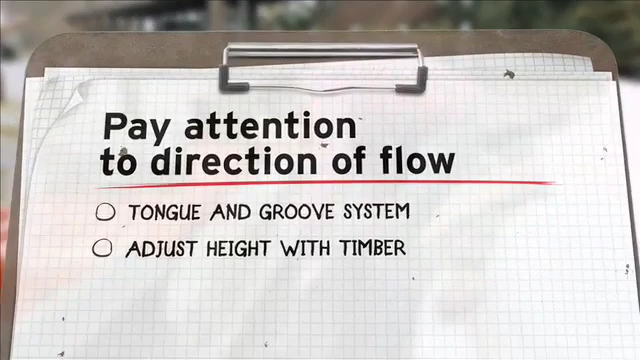 Pay attention
to direction of flow
TONGUE AND GROOVE SYSTEM
ADJUST HEIGHT WITH TIMBER